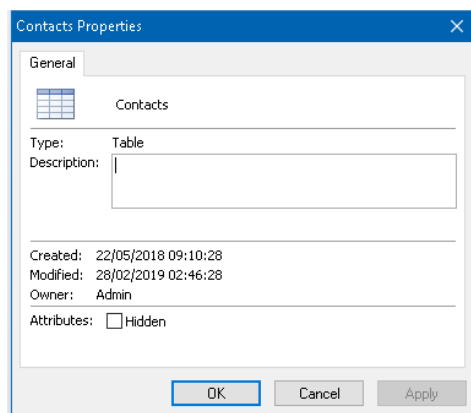 Contacts Properties
General
Contacts
Type: Table
Description:
Created: 22/05/2018 09:10:28
Modified: 28/02/2019 02:46:28
Owner: Admin
Attributes: Hidden
OK Cancel Apply